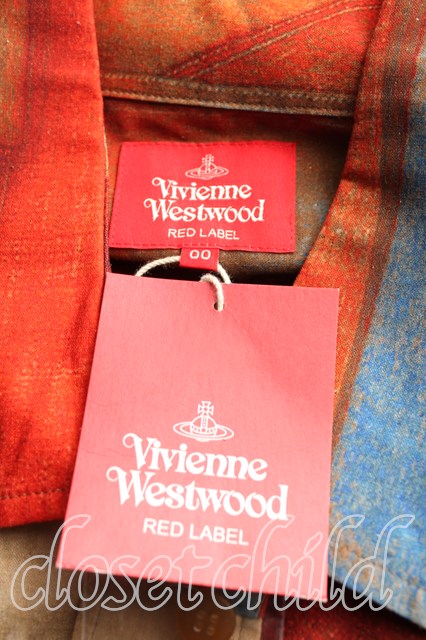 Vivienne
Westwood
RED LABEL
00
Vivienne
Westwood
RED LABEL
closetchild